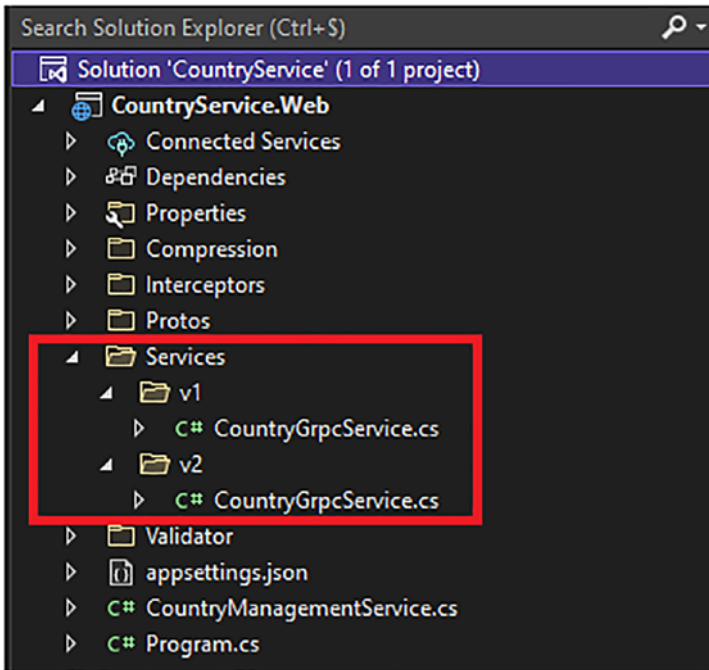 Search Solution Explorer (Ctrl+$)
Solution 'CountryService' (1 of 1 project)
CountryService.Web
Connected Services
Dependencies
Properties
Compression
Interceptors
Protos
Services
v1
C# CountryGrpcService.cs
v2
C# CountryGrpcService.cs
Validator
appsettings.json
C# CountryManagementService.cs
C# Program.cs